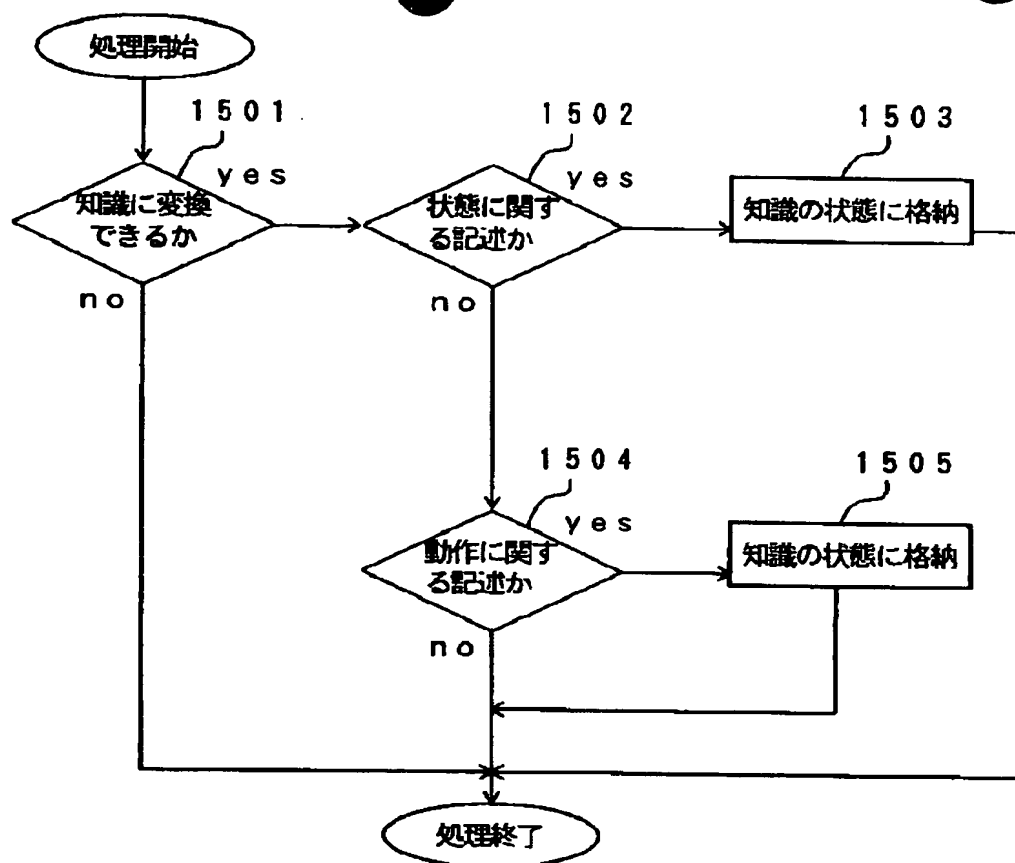 処理開始
1501
yes
知識に変換
できるか
no
1502
yes
状態に関す
る記述か
no
1503
知識の状態に格納
1504
yes
動作に関す
る記述か
no
1505
知識の状態に格納
処理終了